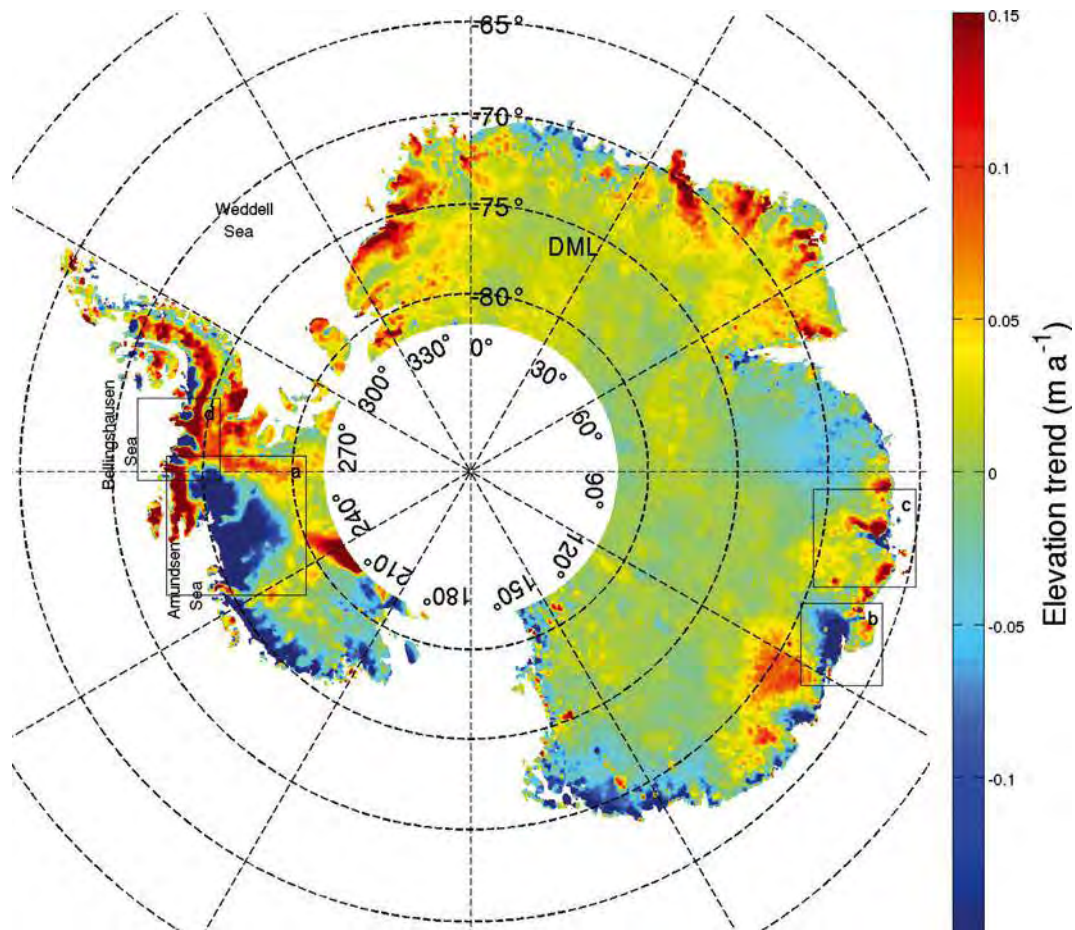 -65°
-70°
-75°
-80°
Weddell
Sea
DML
0°
30°
60°
90°
120°
150°
180°
210°
240°
270°
300°
330°
Bellingshausen
Sea
Amundsen
Sea
d
a
c
b
0.15
0.1
0.05
0
-0.05
-0.1
Elevation trend (m a⁻¹)